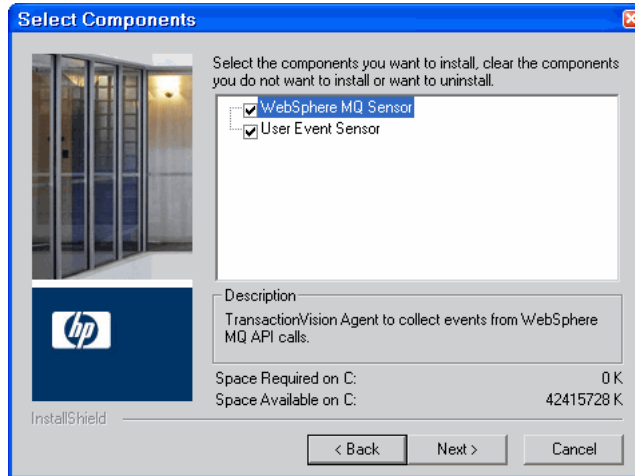 Select Components
Select the components you want to install, clear the components
you do not want to install or want to uninstall.
WebSphere MQ Sensor
User Event Sensor
Description
TransactionVision Agent to collect events from WebSphere
MQ API calls.
hp
Space Required on C: 0 K
Space Available on C: 42415728 K
InstallShield
< Back Next > Cancel